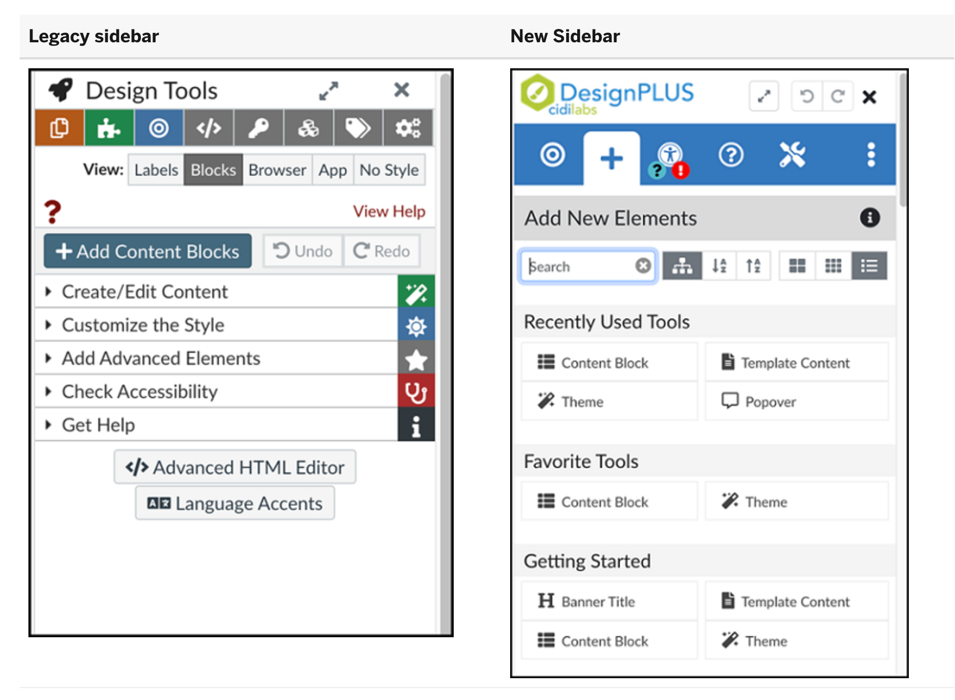 Legacy sidebar
New Sidebar
Design Tools
View: Labels Blocks Browser App No Style
? View Help
+ Add Content Blocks Undo Redo
Create/Edit Content
Customize the Style
Add Advanced Elements
Check Accessibility
Get Help
</> Advanced HTML Editor
Language Accents
DesignPLUS
cidilabs
Add New Elements
Search
Recently Used Tools
Content Block
Template Content
Theme
Popover
Favorite Tools
Content Block
Theme
Getting Started
H Banner Title
Template Content
Content Block
Theme